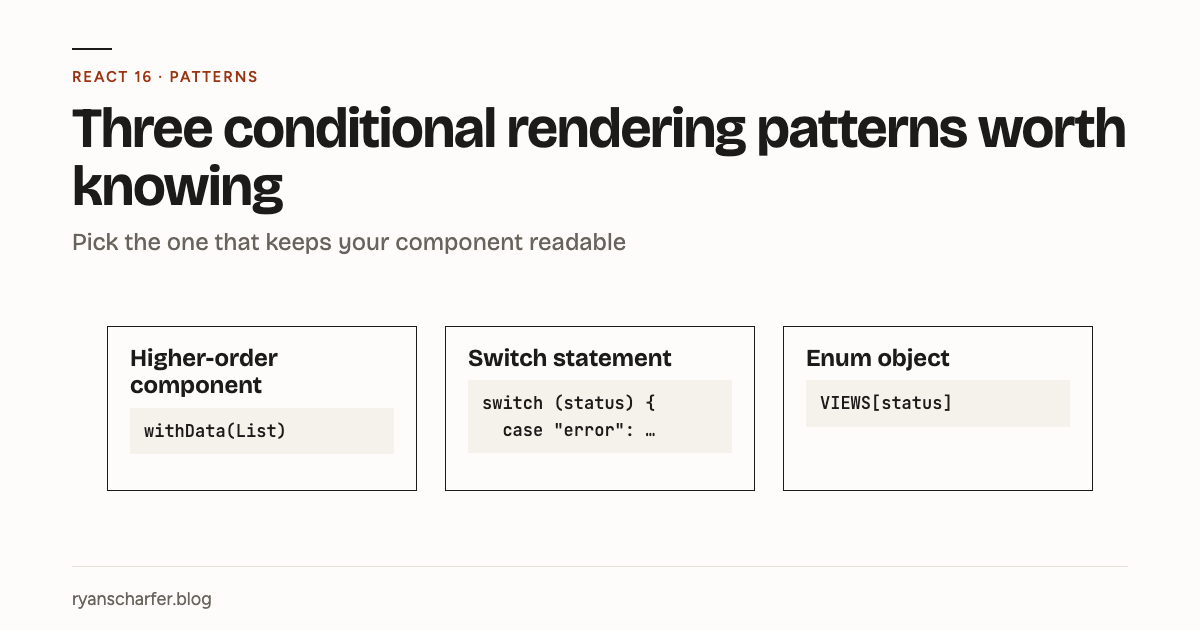 REACT 16 · PATTERNS
Three conditional rendering patterns worth
knowing
Pick the one that keeps your component readable
Higher-order
component
withData(List)
Switch statement
switch (status) {
  case "error": …
Enum object
VIEWS[status]
ryanscharfer.blog